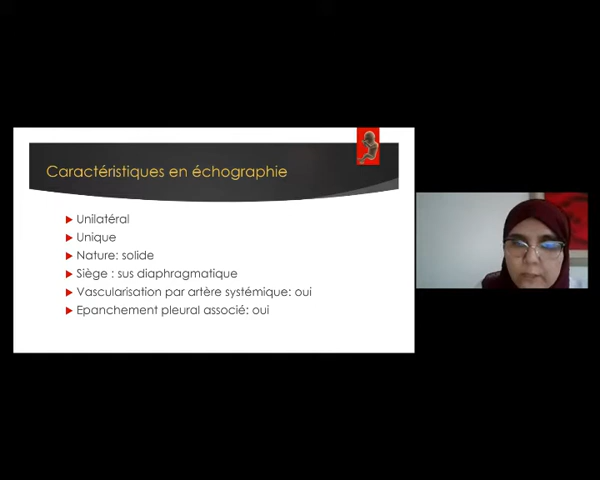 Caractéristiques en échographie
Unilatéral
Unique
Nature: solide
Siège : sus diaphragmatique
Vascularisation par artère systémique: oui
Epanchement pleural associé: oui